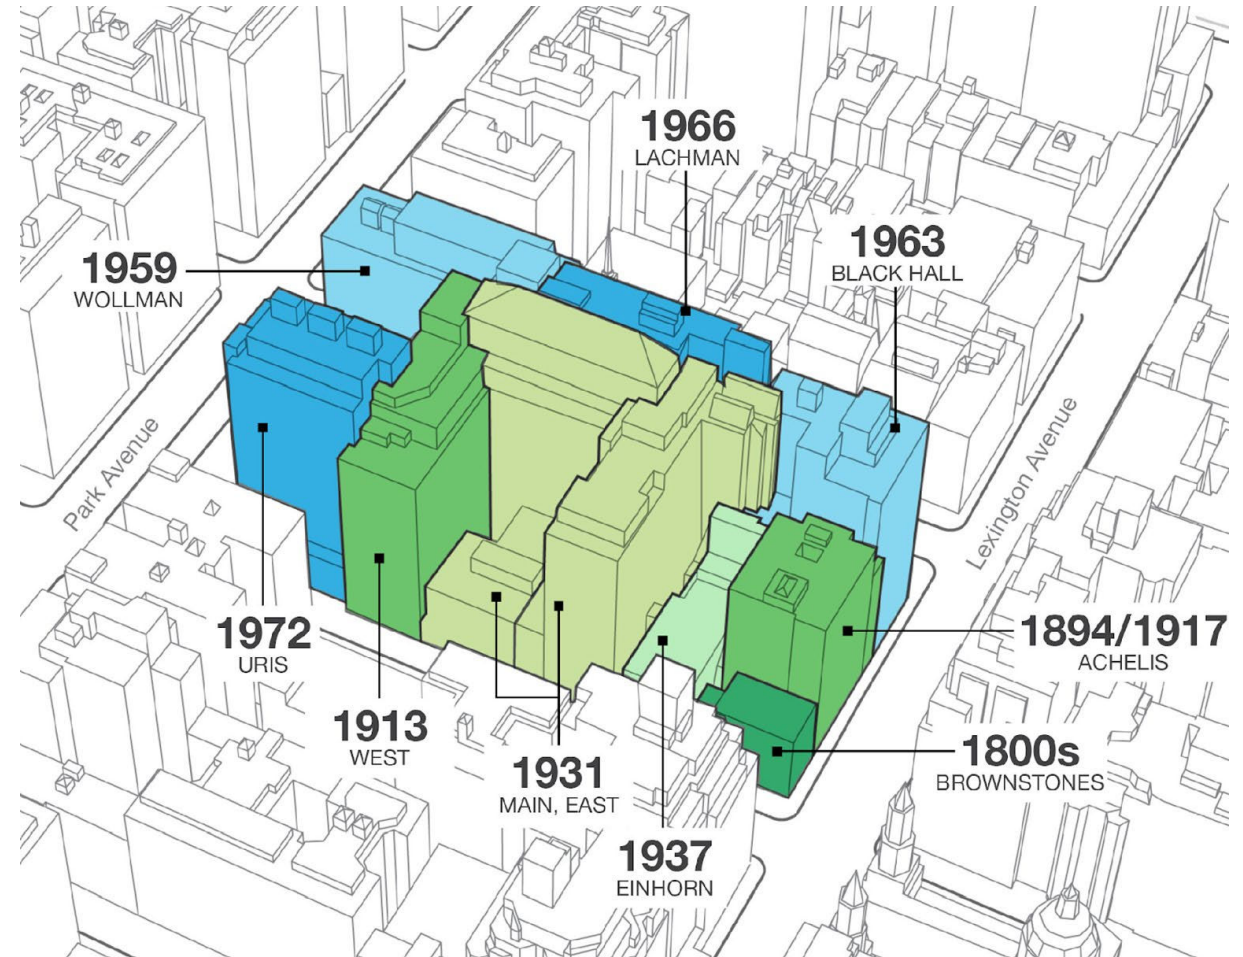 1966
LACHMAN
1963
BLACK HALL
1959
WOLLMAN
Park Avenue
Lexington Avenue
1972
URIS
1894/1917
ACHELIS
1913
WEST
1931
MAIN, EAST
1800s
BROWNSTONES
1937
EINHORN